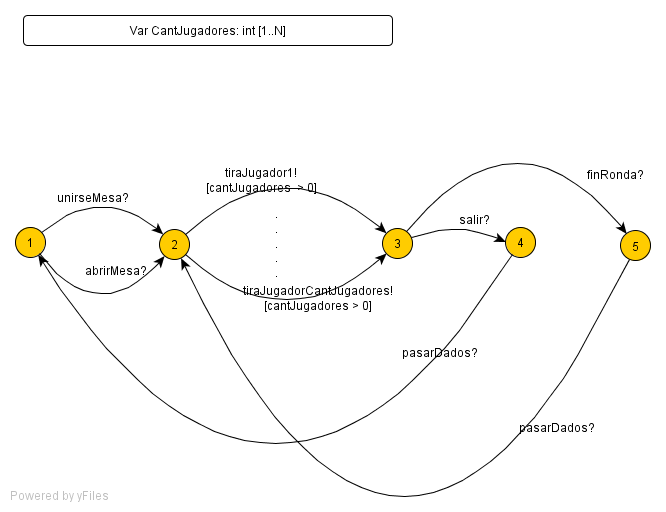 Var CantJugadores: int [1..N]
tiraJugador1!
[cantJugadores > 0]
finRonda?
unirseMesa?
.
.
.
.
.
salir?
1
2
3
4
5
abrirMesa?
tiraJugadorCantJugadores!
[cantJugadores > 0]
pasarDados?
pasarDados?
Powered by yFiles